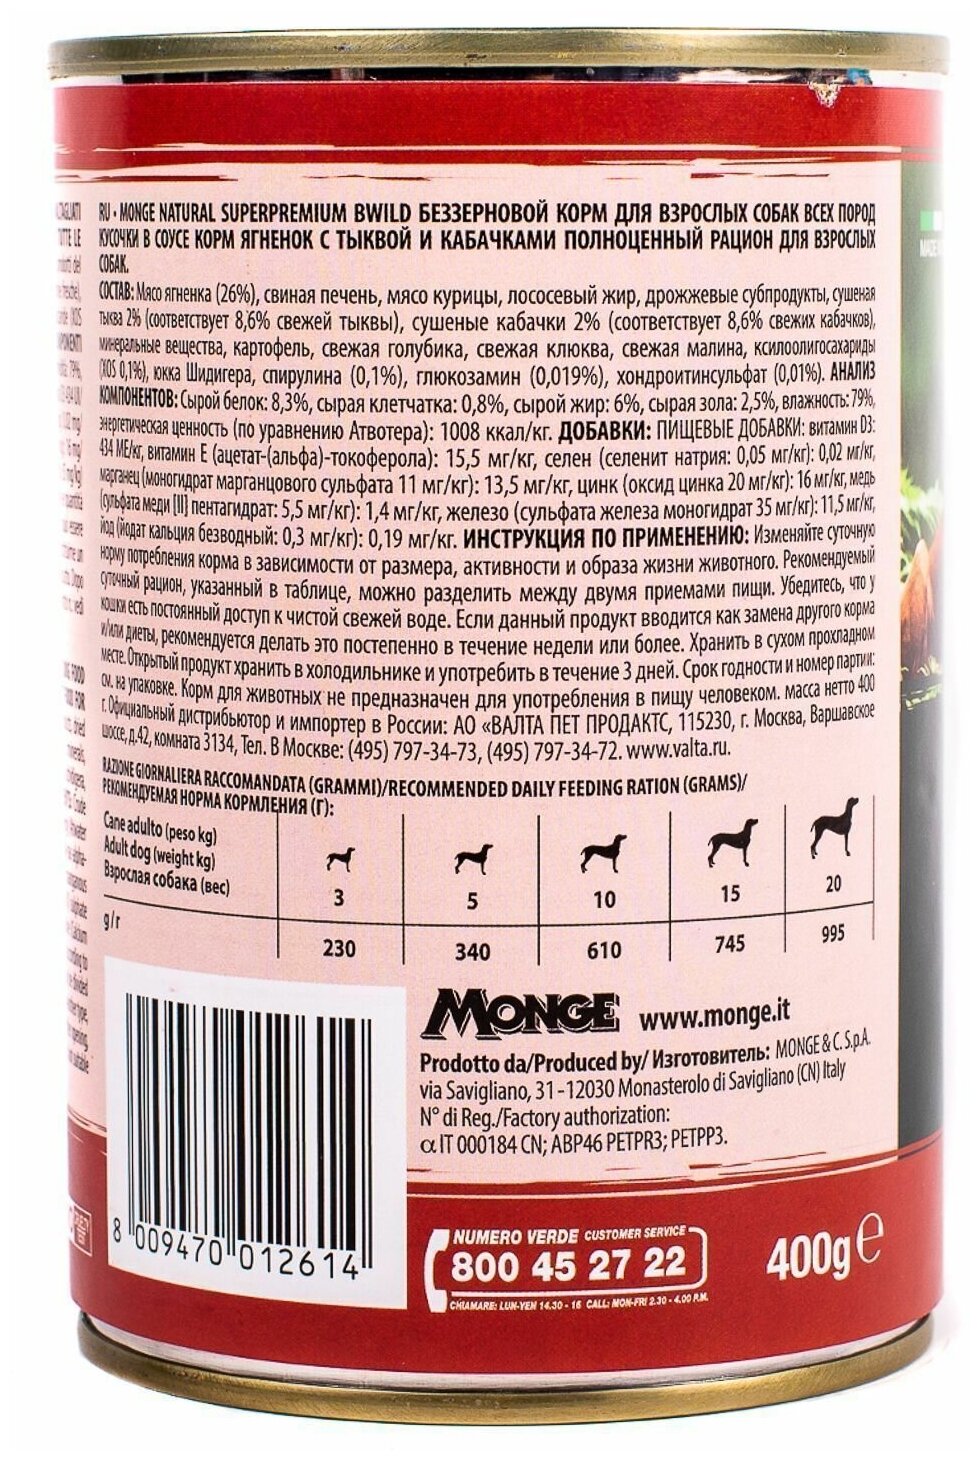 RU - MONGE NATURAL SUPERPREMIUM BWILD БЕЗЗЕРНОВОЙ КОРМ ДЛЯ ВЗРОСЛЫХ СОБАК ВСЕХ ПОРОД
КУСОЧКИ В СОУСЕ КОРМ ЯГНЕНОК С ТЫКВОЙ И КАБАЧКАМИ ПОЛНОЦЕННЫЙ РАЦИОН ДЛЯ ВЗРОСЛЫХ
СОБАК.
СОСТАВ: Мясо ягненка (26%), свиная печень, мясо курицы, лососевый жир, дрожжевые субпродукты, сушеная
тыква 2% (соответствует 8,6% свежей тыквы), сушеные кабачки 2% (соответствует 8,6% свежих кабачков),
минеральные вещества, картофель, свежая голубика, свежая клюква, свежая малина, ксилоолигосахариды
(XOS 0,1%), юкка Шидигера, спирулина (0,1%), глюкозамин (0,019%), хондроитинсульфат (0,01%). АНАЛИЗ
КОМПОНЕНТОВ: Сырой белок: 8,3%, сырая клетчатка: 0,8%, сырой жир: 6%, сырая зола: 2,5%, влажность: 79%,
энергетическая ценность (по уравнению Атвотера): 1008 ккал/кг. ДОБАВКИ: ПИЩЕВЫЕ ДОБАВКИ: витамин D3:
434 МЕ/кг, витамин Е (ацетат-(альфа)-токоферола): 15,5 мг/кг, селен (селенит натрия: 0,05 мг/кг): 0,02 мг/кг,
марганец (моногидрат марганцового сульфата 11 мг/кг): 13,5 мг/кг, цинк (оксид цинка 20 мг/кг): 16 мг/кг, медь
(сульфата меди [II] пентагидрат: 5,5 мг/кг): 1,4 мг/кг, железо (сульфата железа моногидрат 35 мг/кг): 11,5 мг/кг,
йод (йодат кальция безводный: 0,3 мг/кг): 0,19 мг/кг. ИНСТРУКЦИЯ ПО ПРИМЕНЕНИЮ: Изменяйте суточную
норму потребления корма в зависимости от размера, активности и образа жизни животного. Рекомендуемый
суточный рацион, указанный в таблице, можно разделить между двумя приемами пищи. Убедитесь, что у
кошки есть постоянный доступ к чистой свежей воде. Если данный продукт вводится как замена другого корма
и/или диеты, рекомендуется делать это постепенно в течение недели или более. Хранить в сухом прохладном
месте. Открытый продукт хранить в холодильнике и употребить в течение 3 дней. Срок годности и номер партии:
см. на упаковке. Корм для животных не предназначен для употребления в пищу человеком. масса нетто 400
г. Официальный дистрибьютор и импортер в России: АО «ВАЛТА ПЕТ ПРОДАКТС, 115230, г. Москва, Варшавское
шоссе, д.42, комната 3134, Тел. В Москве: (495) 797-34-73, (495) 797-34-72. www.valta.ru.
RAZIONE GIORNALIERA RACCOMANDATA (GRAMMI)/RECOMMENDED DAILY FEEDING RATION (GRAMS)/
РЕКОМЕНДУЕМАЯ НОРМА КОРМЛЕНИЯ (Г):
Cane adulto (peso kg)
Adult dog (weight kg)
Взрослая собака (вес)
3 5 10 15 20
g/г
230 340 610 745 995
MONGE www.monge.it
Prodotto da/Produced by/ Изготовитель: MONGE & C. S.p.A.
via Savigliano, 31 - 12030 Monasterolo di Savigliano (CN) Italy
N° di Reg./Factory authorization:
α IT 000184 CN; ABP46 PETPR3; PETPP3.
8 009470 012614
NUMERO VERDE CUSTOMER SERVICE
800 45 27 22
CHIAMARE: LUN-VEN 14.30 - 16 CALL: MON-FRI 2.30 - 4.00 P.M.
400g e